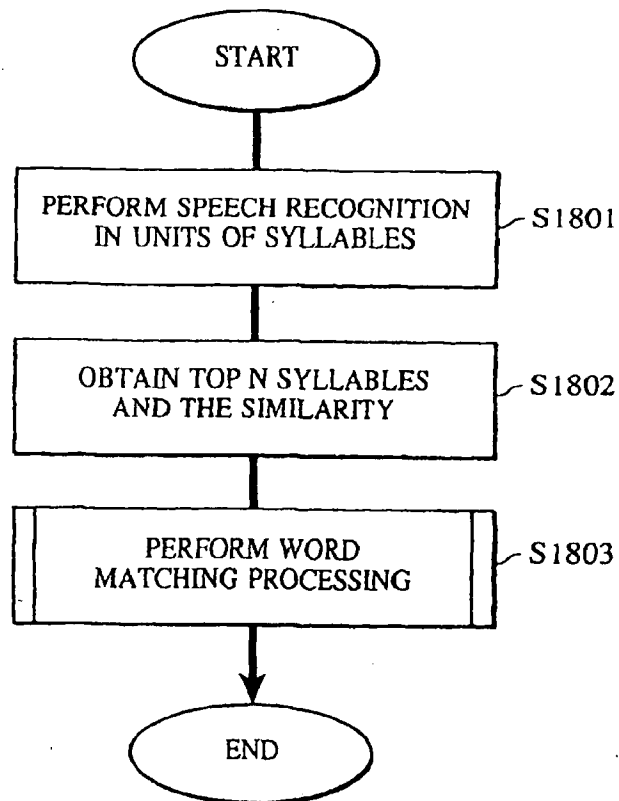 START
PERFORM SPEECH RECOGNITION
IN UNITS OF SYLLABLES
S1801
OBTAIN TOP N SYLLABLES
AND THE SIMILARITY
S1802
PERFORM WORD
MATCHING PROCESSING
S1803
END